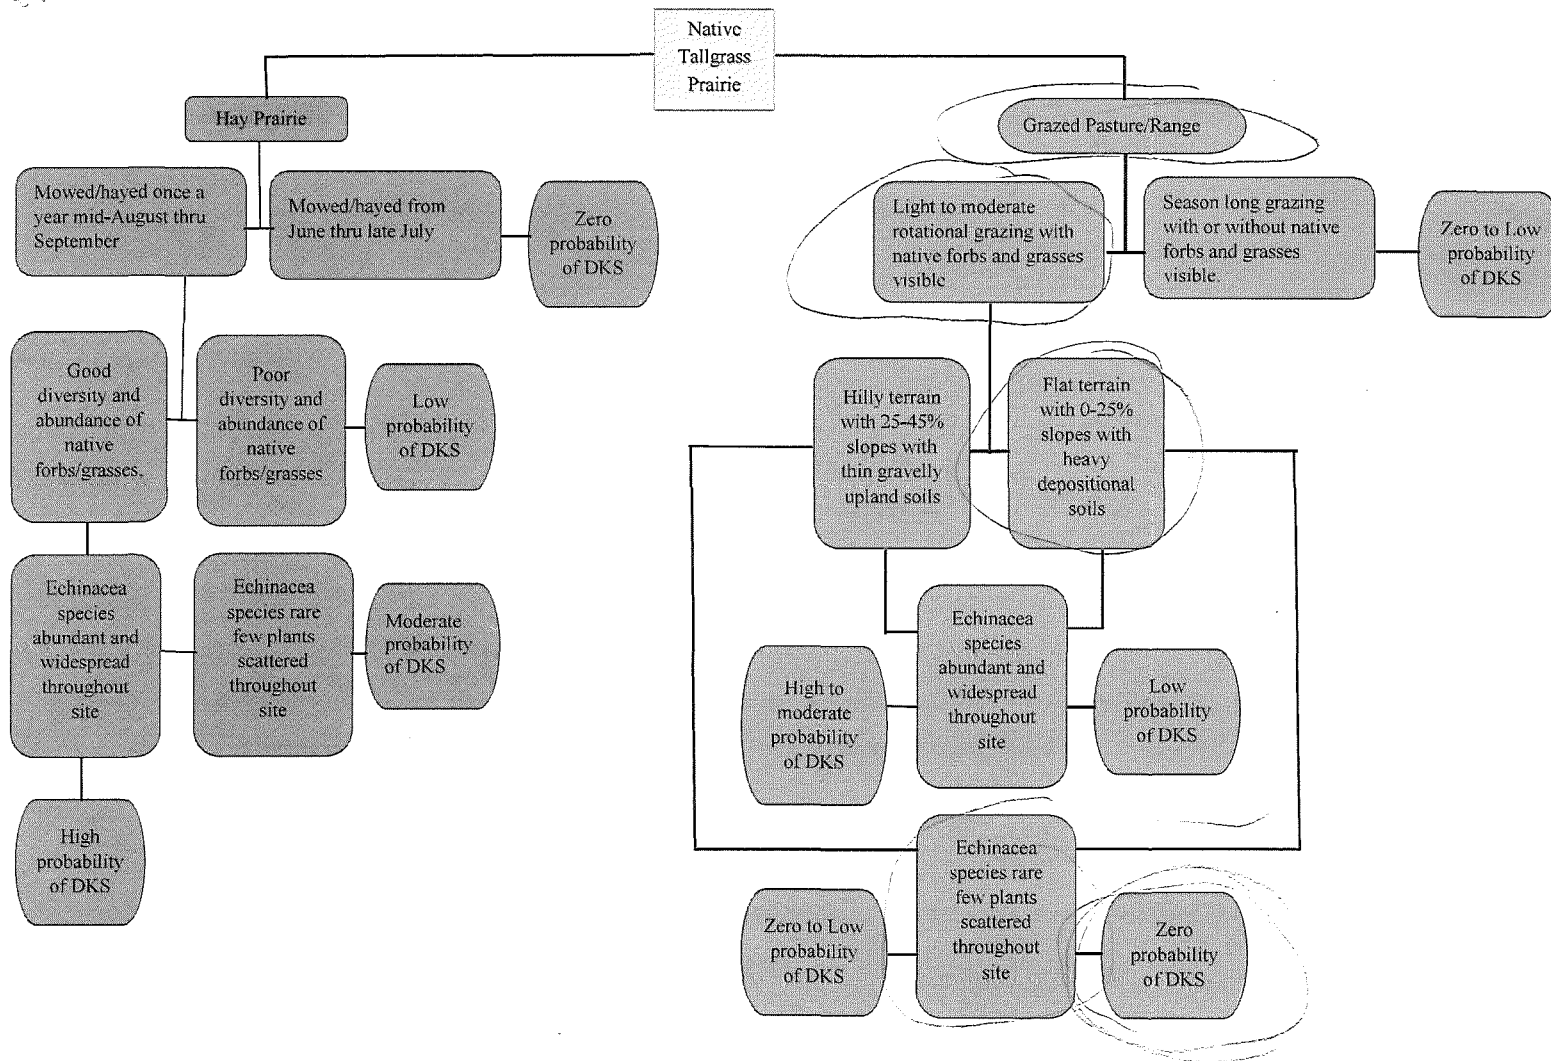 Native
Tallgrass
Prairie
Hay Prairie
Grazed Pasture/Range
Mowed/hayed once a
year mid-August thru
September
Mowed/hayed from
June thru late July
Zero
probability
of DKS
Light to moderate
rotational grazing with
native forbs and grasses
visible
Season long grazing
with or without native
forbs and grasses
visible.
Zero to Low
probability
of DKS
Good
diversity and
abundance of
native
forbs/grasses.
Poor
diversity and
abundance of
native
forbs/grasses
Low
probability
of DKS
Hilly terrain
with 25-45%
slopes with
thin gravelly
upland soils
Flat terrain
with 0-25%
slopes with
heavy
depositional
soils
Echinacea
species
abundant and
widespread
throughout
site
Echinacea
species rare
few plants
scattered
throughout
site
Moderate
probability
of DKS
Echinacea
species
abundant and
widespread
throughout
site
High to
moderate
probability
of DKS
Low
probability
of DKS
High
probability
of DKS
Echinacea
species rare
few plants
scattered
throughout
site
Zero to Low
probability
of DKS
Zero
probability
of DKS